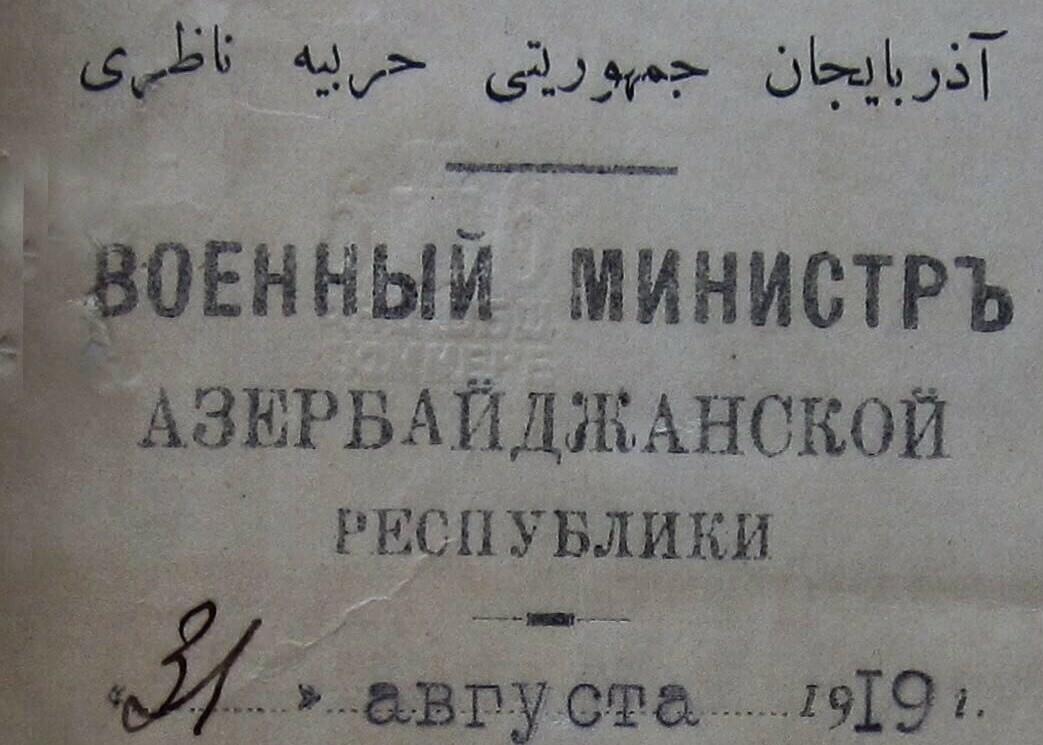 آذربایجان جمهوریتی حربیه ناظری
ВОЕННЫЙ МИНИСТРЪ
АЗЕРБАЙДЖАНСКОЙ
РЕСПУБЛИКИ
«31» августа 1919 г.